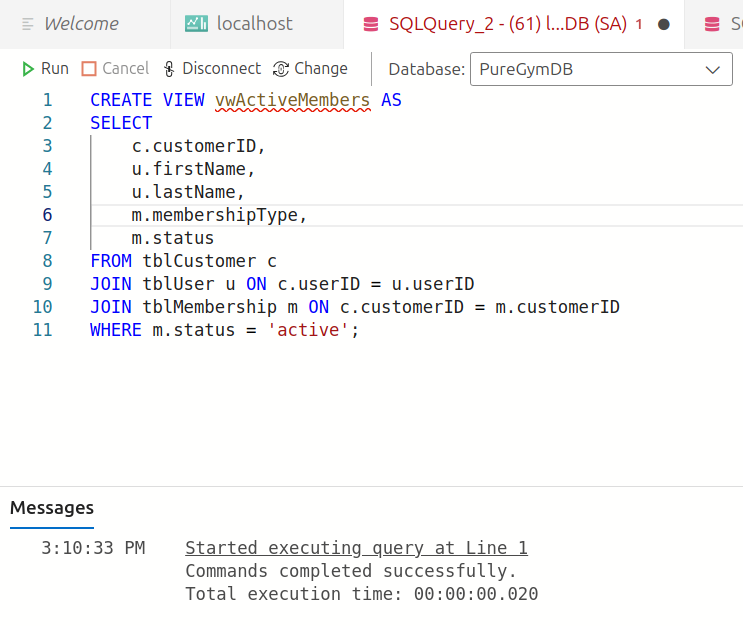 Welcome
localhost
SQLQuery_2 - (61) l...DB (SA) 1
Run Cancel Disconnect Change Database: PureGymDB
1 CREATE VIEW vwActiveMembers AS
2 SELECT
3 c.customerID,
4 u.firstName,
5 u.lastName,
6 m.membershipType,
7 m.status
8 FROM tblCustomer c
9 JOIN tblUser u ON c.userID = u.userID
10 JOIN tblMembership m ON c.customerID = m.customerID
11 WHERE m.status = 'active';
Messages
3:10:33 PM Started executing query at Line 1
Commands completed successfully.
Total execution time: 00:00:00.020